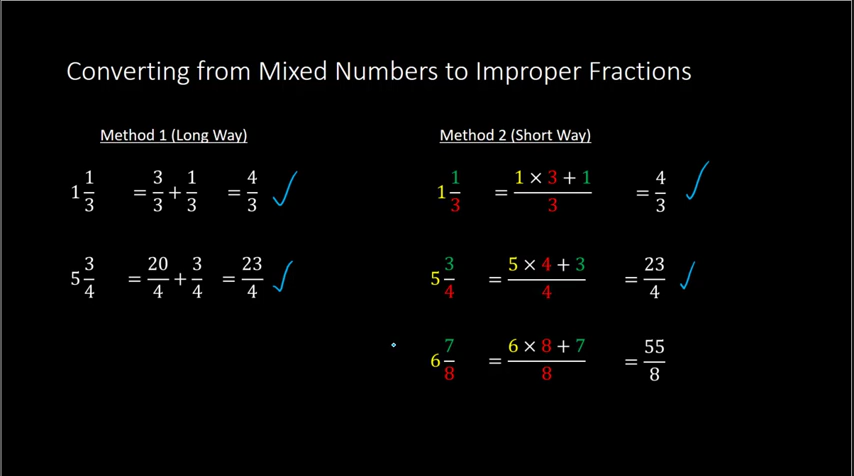 Converting from Mixed Numbers to Improper Fractions
Method 1 (Long Way)
1 1/3 = 3/3 + 1/3 = 4/3
5 3/4 = 20/4 + 3/4 = 23/4
Method 2 (Short Way)
1 1/3 = (1 × 3 + 1)/3 = 4/3
5 3/4 = (5 × 4 + 3)/4 = 23/4
6 7/8 = (6 × 8 + 7)/8 = 55/8